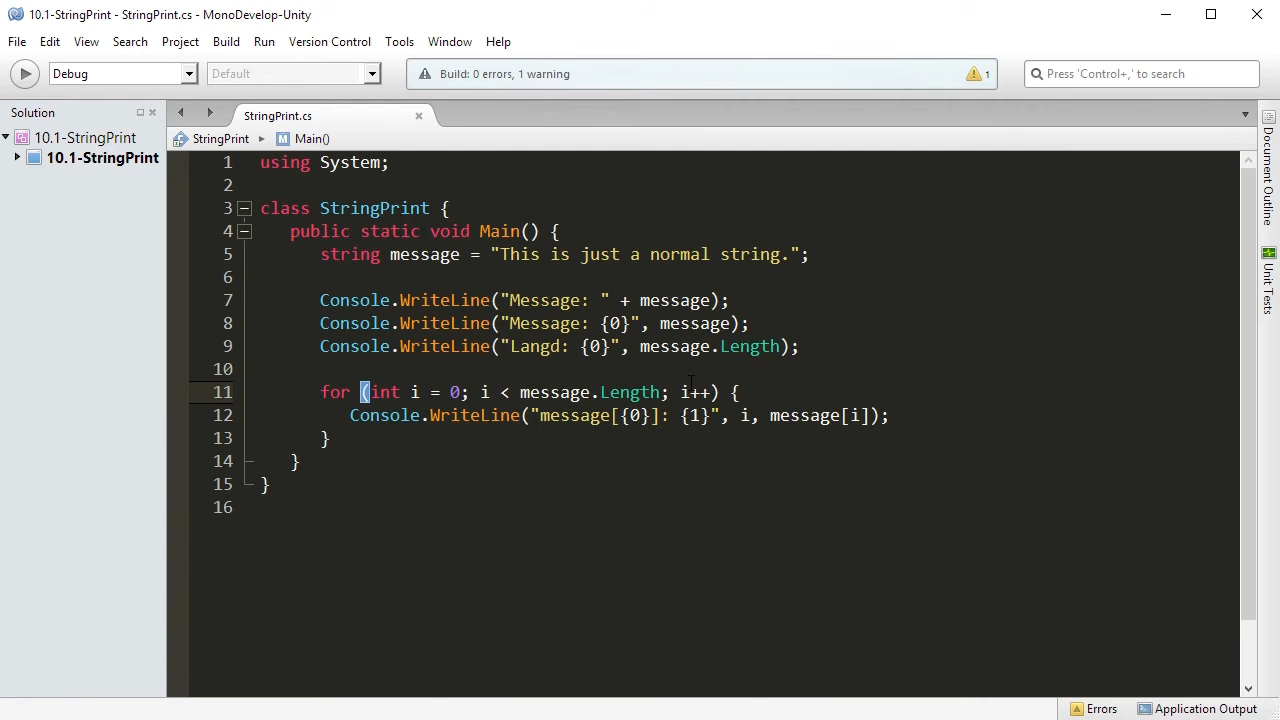 10.1-StringPrint - StringPrint.cs - MonoDevelop-Unity
File Edit View Search Project Build Run Version Control Tools Window Help
Debug Default Build: 0 errors, 1 warning 1 Press 'Control+,' to search
Solution StringPrint.cs
10.1-StringPrint StringPrint Main()
10.1-StringPrint
1 using System;
2
3 class StringPrint {
4 public static void Main() {
5 string message = "This is just a normal string.";
6
7 Console.WriteLine("Message: " + message);
8 Console.WriteLine("Message: {0}", message);
9 Console.WriteLine("Langd: {0}", message.Length);
10
11 for (int i = 0; i < message.Length; i++) {
12 Console.WriteLine("message[{0}]: {1}", i, message[i]);
13 }
14 }
15 }
16
Document Outline
Unit Tests
Errors Application Output